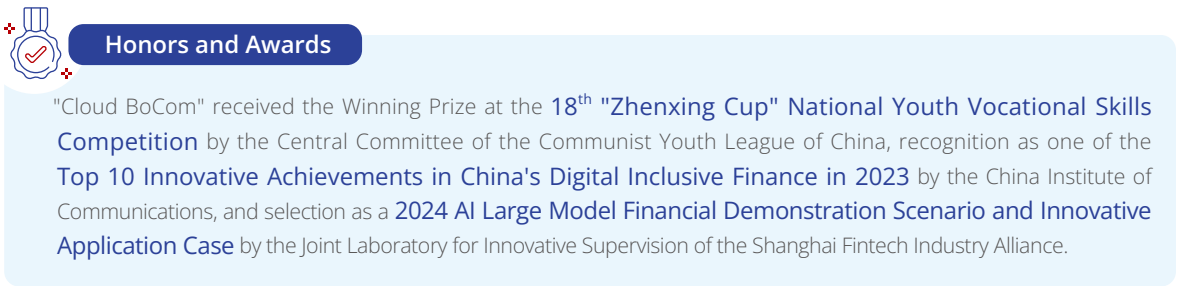 Honors and Awards
"Cloud BoCom" received the Winning Prize at the 18th "Zhenxing Cup" National Youth Vocational Skills
Competition by the Central Committee of the Communist Youth League of China, recognition as one of the
Top 10 Innovative Achievements in China's Digital Inclusive Finance in 2023 by the China Institute of
Communications, and selection as a 2024 AI Large Model Financial Demonstration Scenario and Innovative
Application Case by the Joint Laboratory for Innovative Supervision of the Shanghai Fintech Industry Alliance.